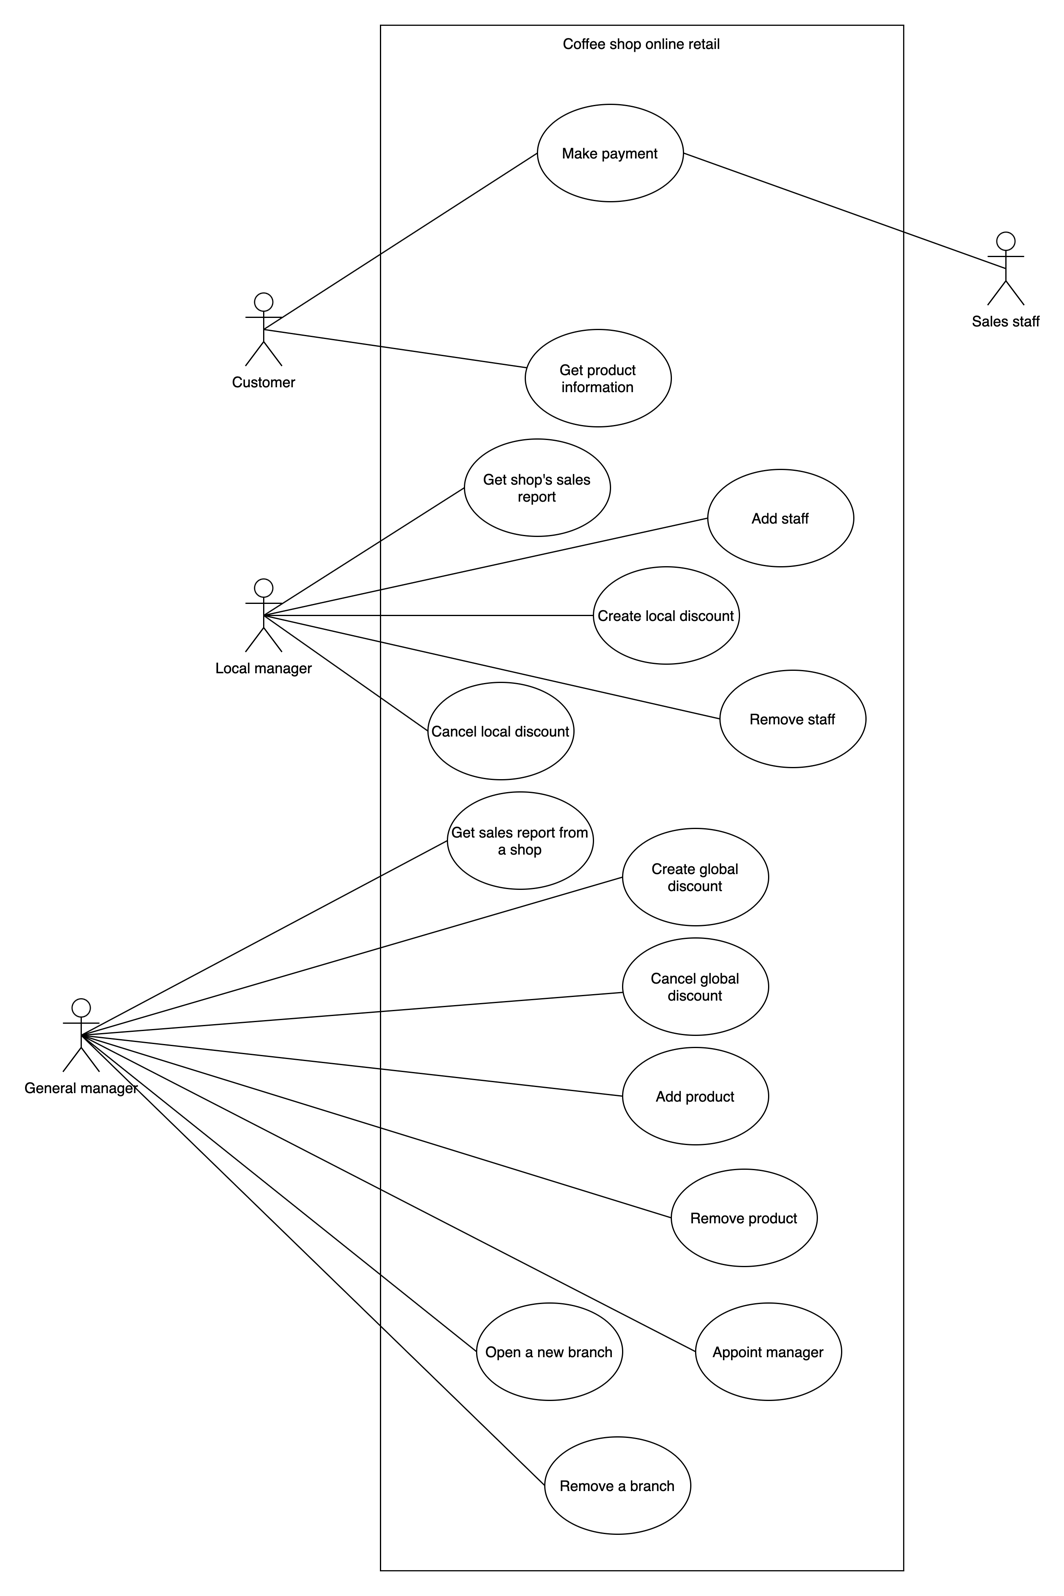 Coffee shop online retail
Make payment
Sales staff
Customer
Get product
information
Get shop's sales
report
Add staff
Create local discount
Local manager
Remove staff
Cancel local discount
Get sales report from
a shop
Create global
discount
Cancel global
discount
General manager
Add product
Remove product
Open a new branch
Appoint manager
Remove a branch